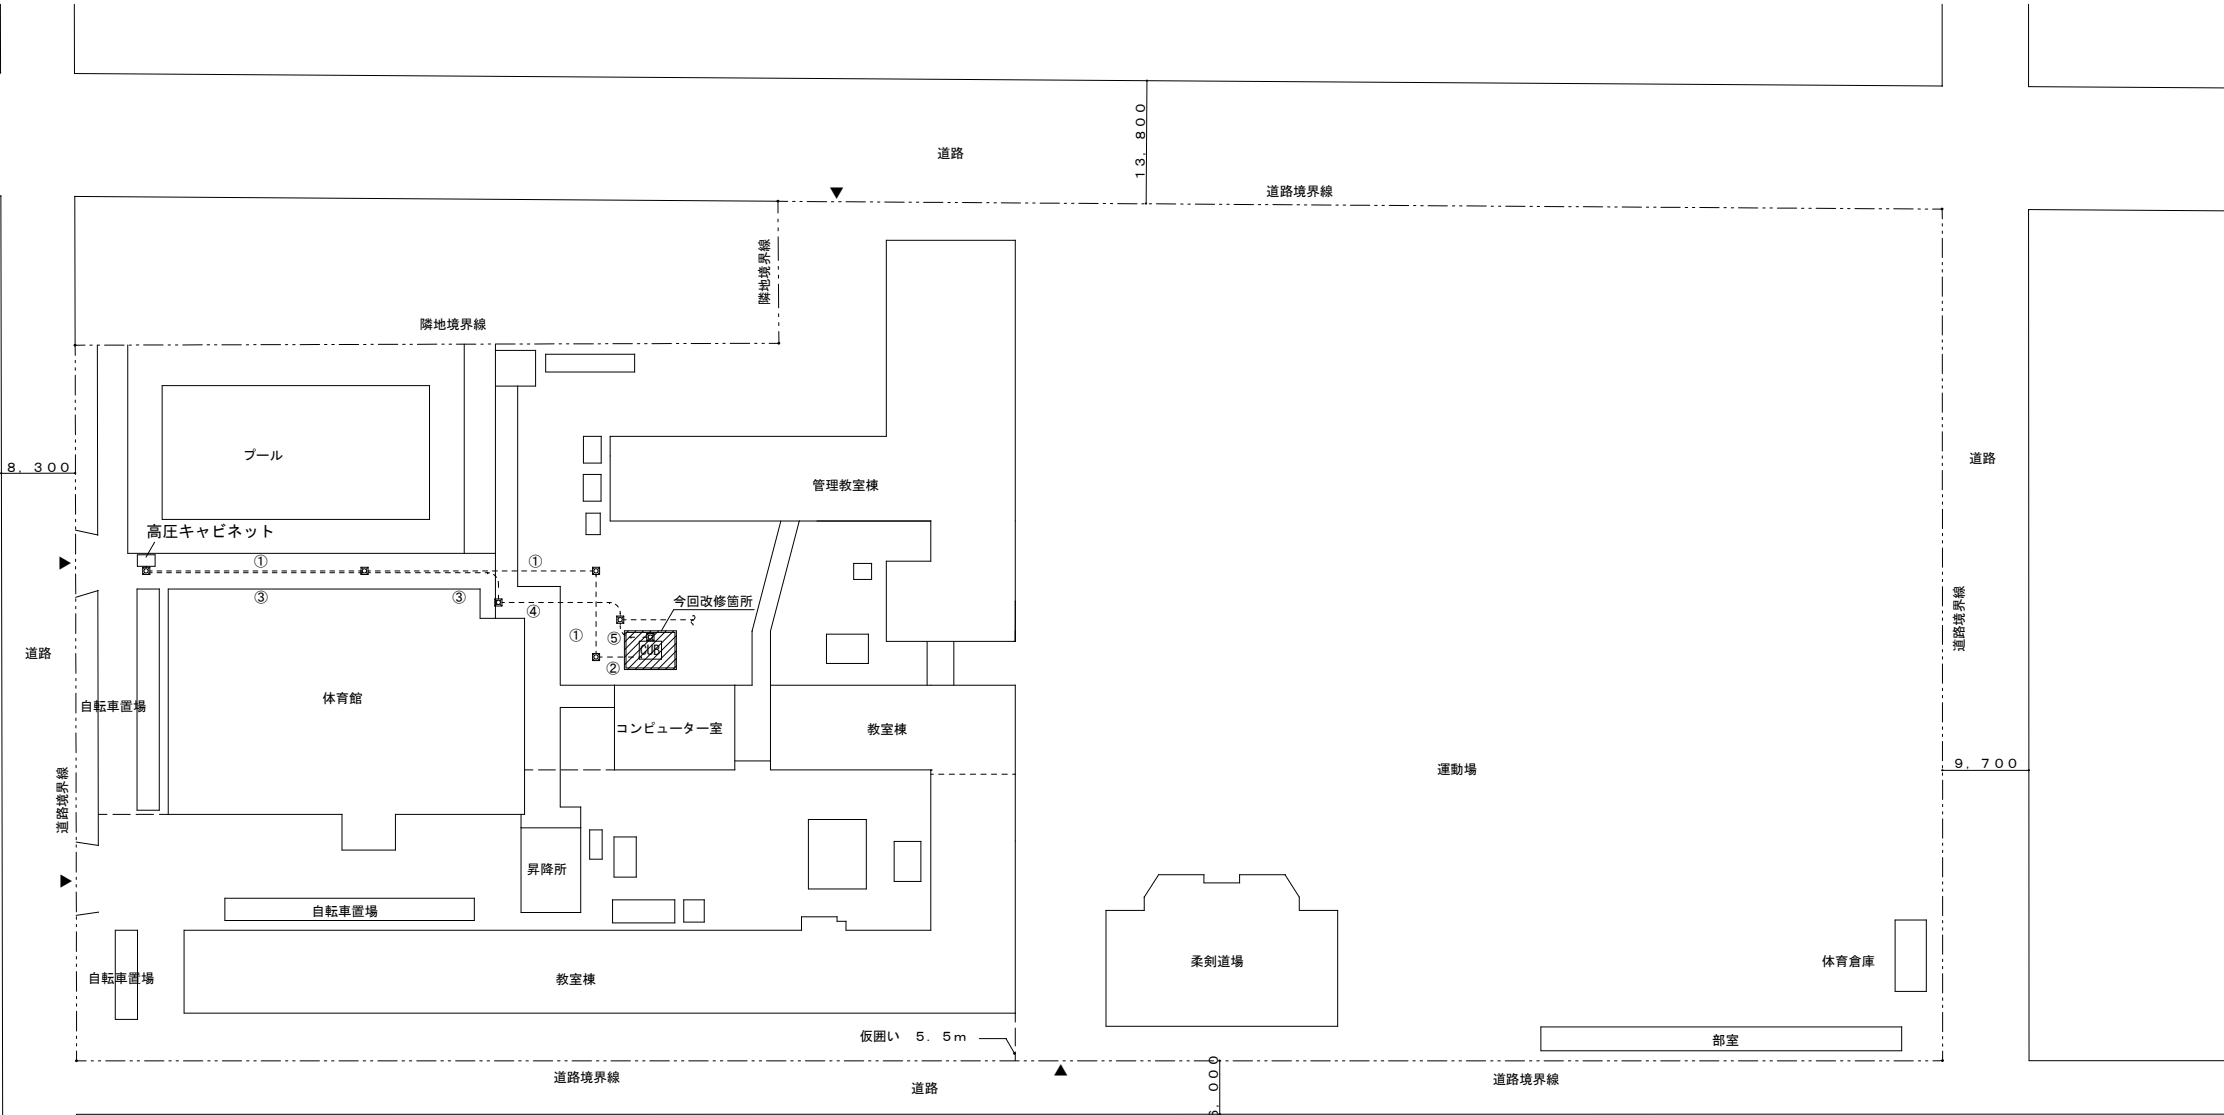 13,800
道路
道路境界線
隣地境界線
隣地境界線
プール
8,300
管理教室棟
道路
高圧キャビネット
①
①
③
③
④
今回改修箇所
①
⑤
CUB
②
道路境界線
道路
自転車置場
体育館
コンピューター室
教室棟
運動場
9,700
道路境界線
昇降所
自転車置場
柔剣道場
体育倉庫
自転車置場
教室棟
仮囲い 5.5m
部室
道路境界線
道路
道路境界線